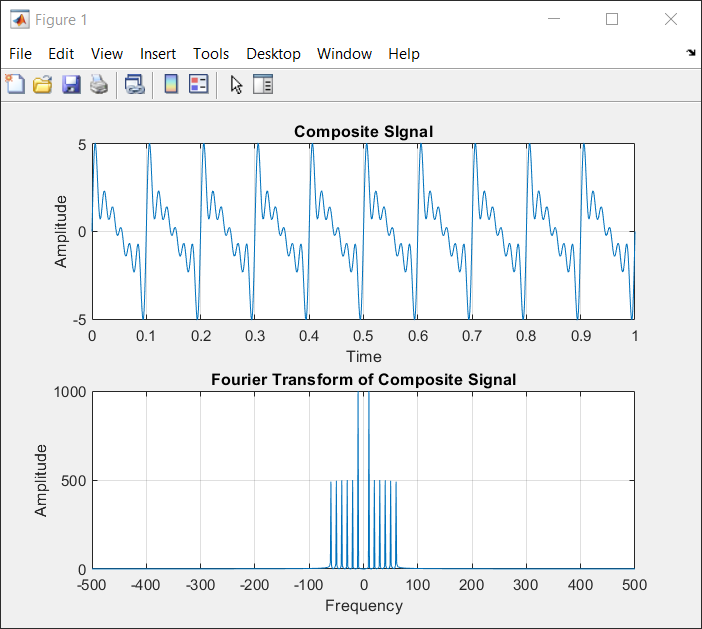 Figure 1
File Edit View Insert Tools Desktop Window Help
Composite SIgnal
5
0
-5
Amplitude
0 0.1 0.2 0.3 0.4 0.5 0.6 0.7 0.8 0.9 1
Time
Fourier Transform of Composite Signal
1000
500
0
Amplitude
-500 -400 -300 -200 -100 0 100 200 300 400 500
Frequency